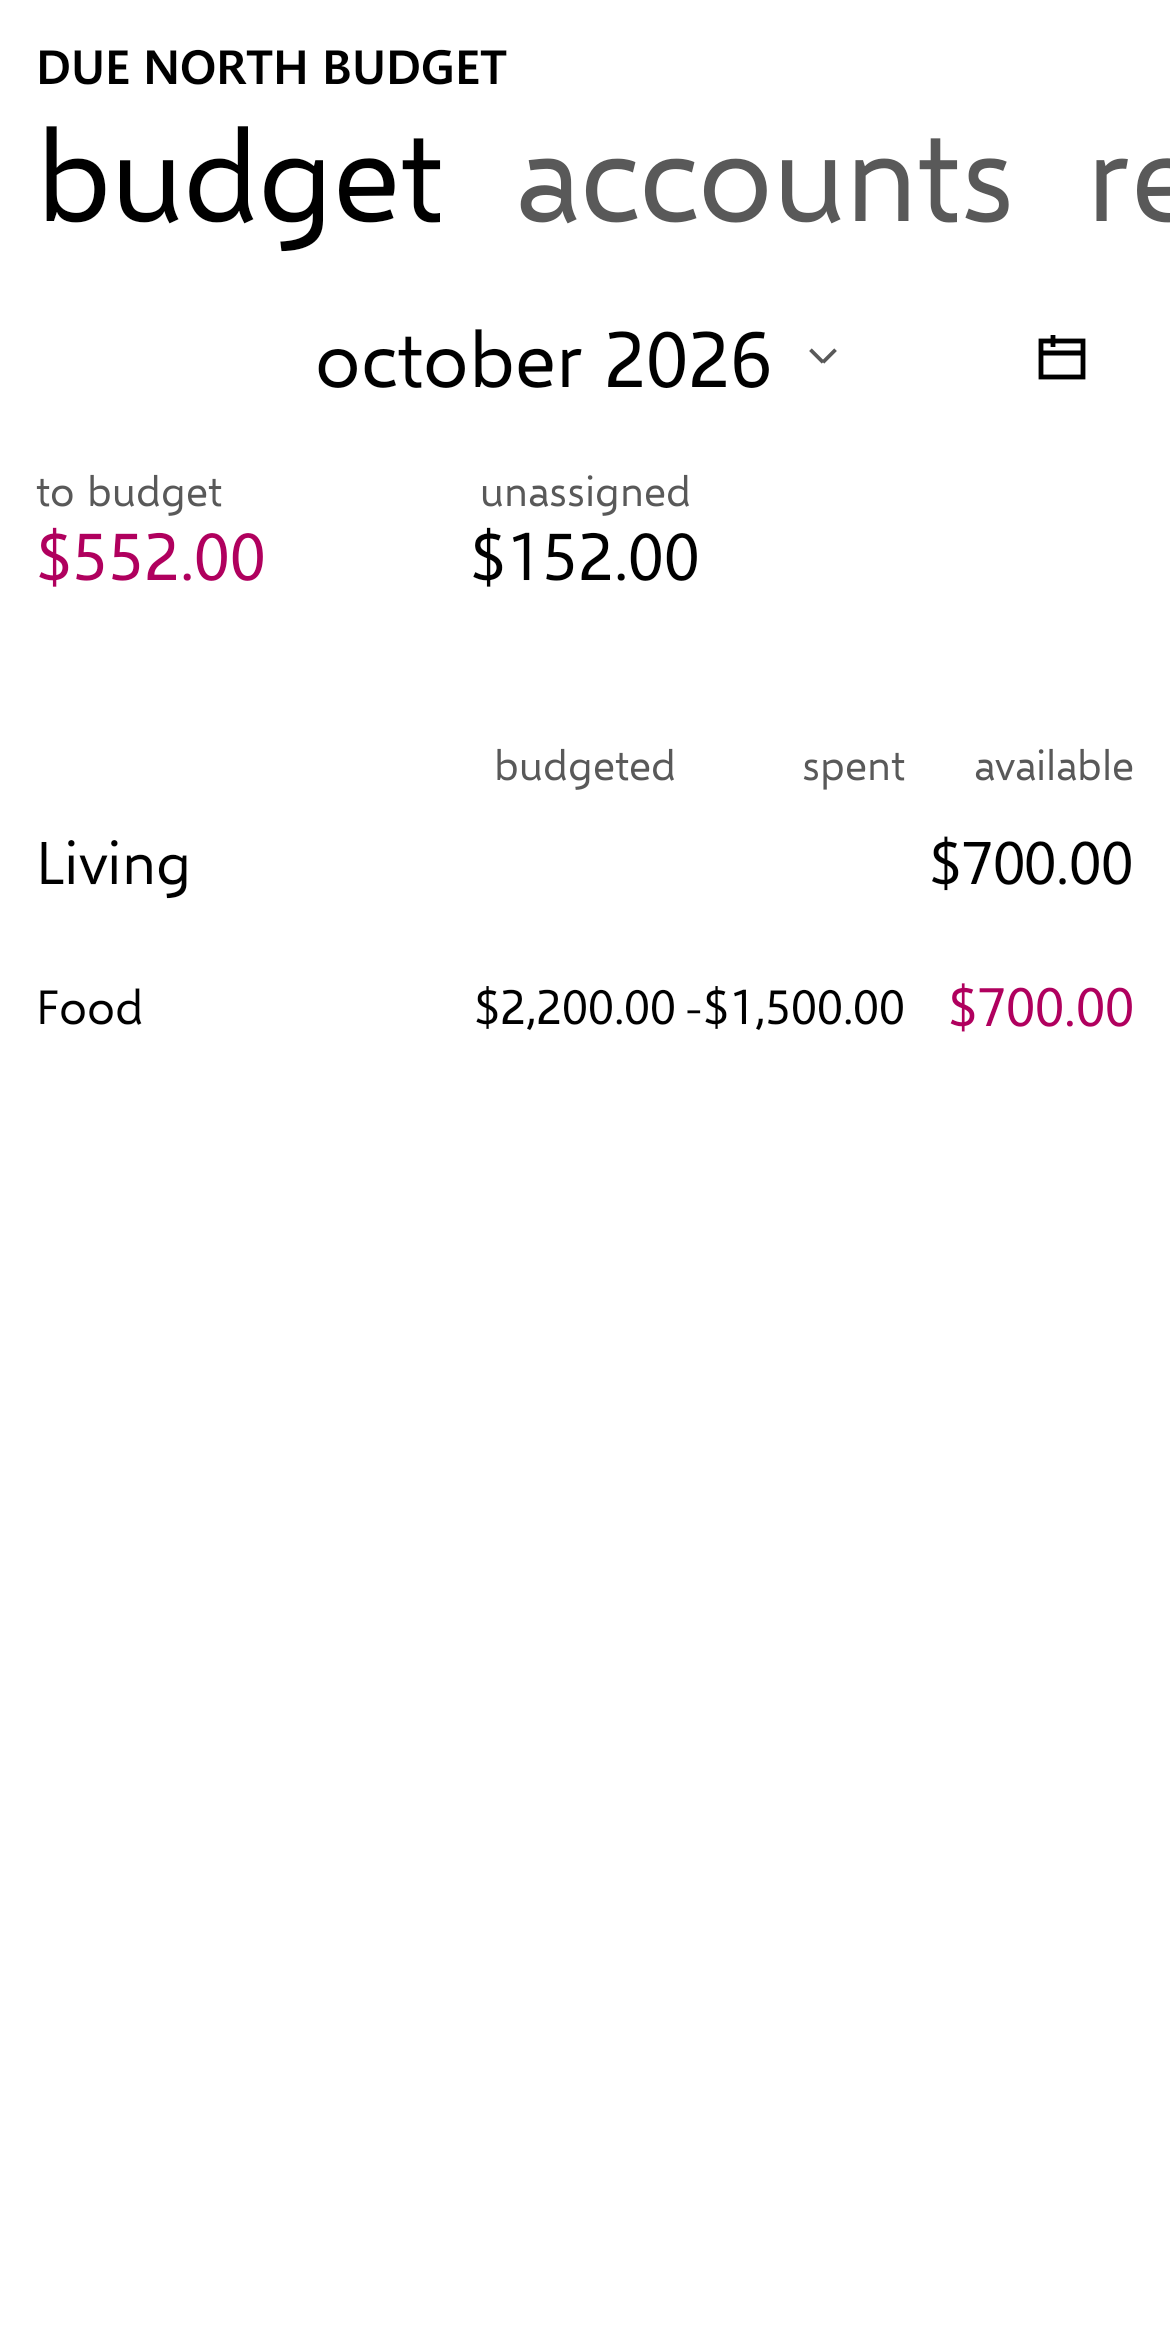 DUE NORTH BUDGET
budget accounts re
october 2026
to budget unassigned
$552.00 $152.00
budgeted spent available
Living $700.00
Food $2,200.00 -$1,500.00 $700.00